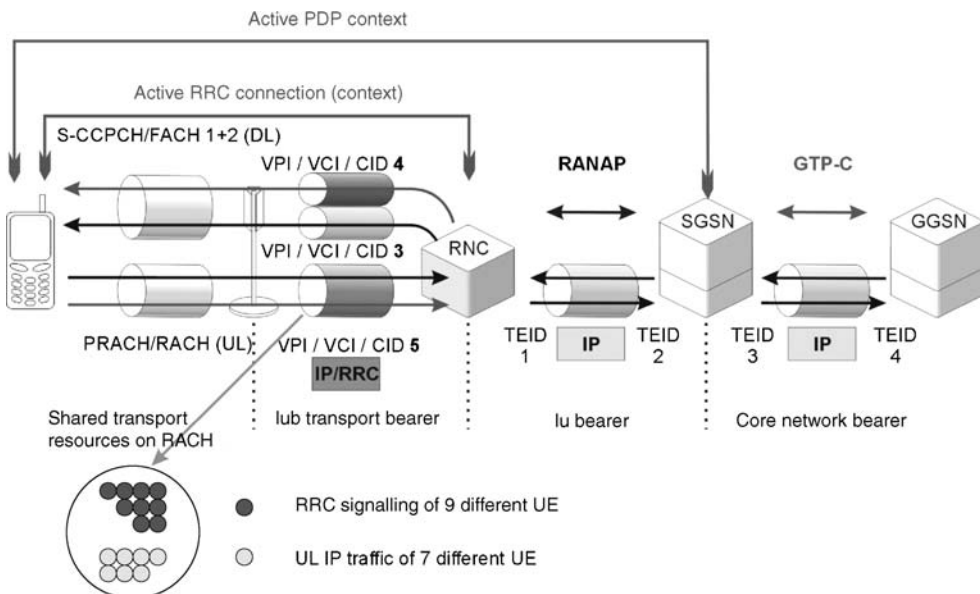 Active PDP context
Active RRC connection (context)
S-CCPCH/FACH 1+2 (DL)
VPI / VCI / CID 4
RANAP
GTP-C
SGSN
GGSN
RNC
VPI / VCI / CID 3
PRACH/RACH (UL)
VPI / VCI / CID 5
IP/RRC
TEID
1
IP
TEID
2
TEID
3
IP
TEID
4
Shared transport
resources on RACH
Iub transport bearer
Iu bearer
Core network bearer
RRC signalling of 9 different UE
UL IP traffic of 7 different UE